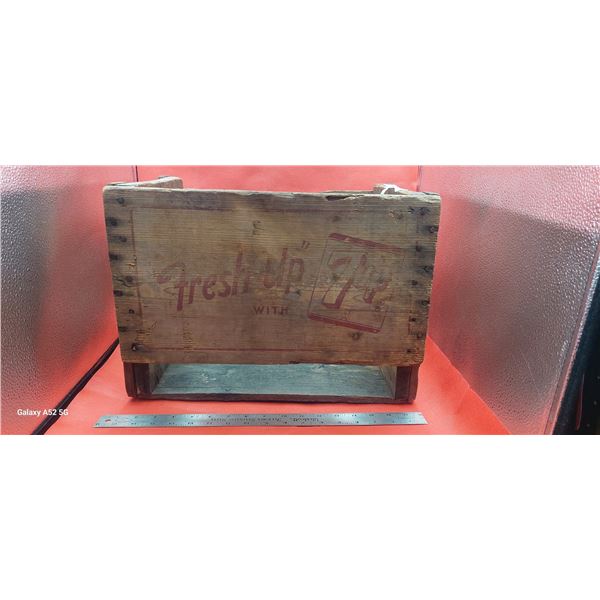 "Fresh Up"
WITH
7up
Galaxy A52 5G